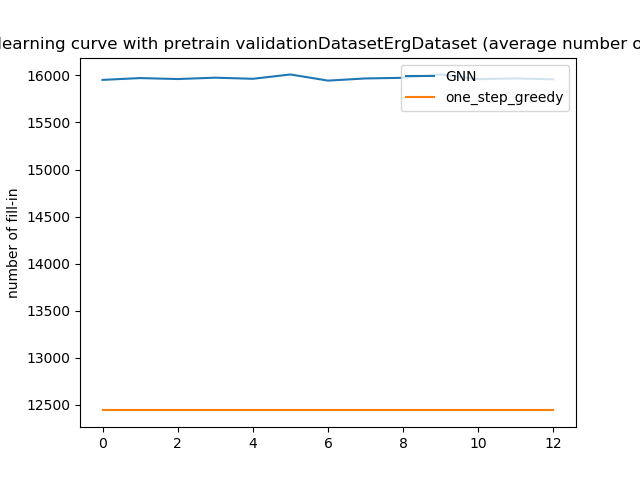 learning curve with pretrain validationDatasetErgDataset (average number o
GNN
one_step_greedy
number of fill-in
16000
15500
15000
14500
14000
13500
13000
12500
0 2 4 6 8 10 12